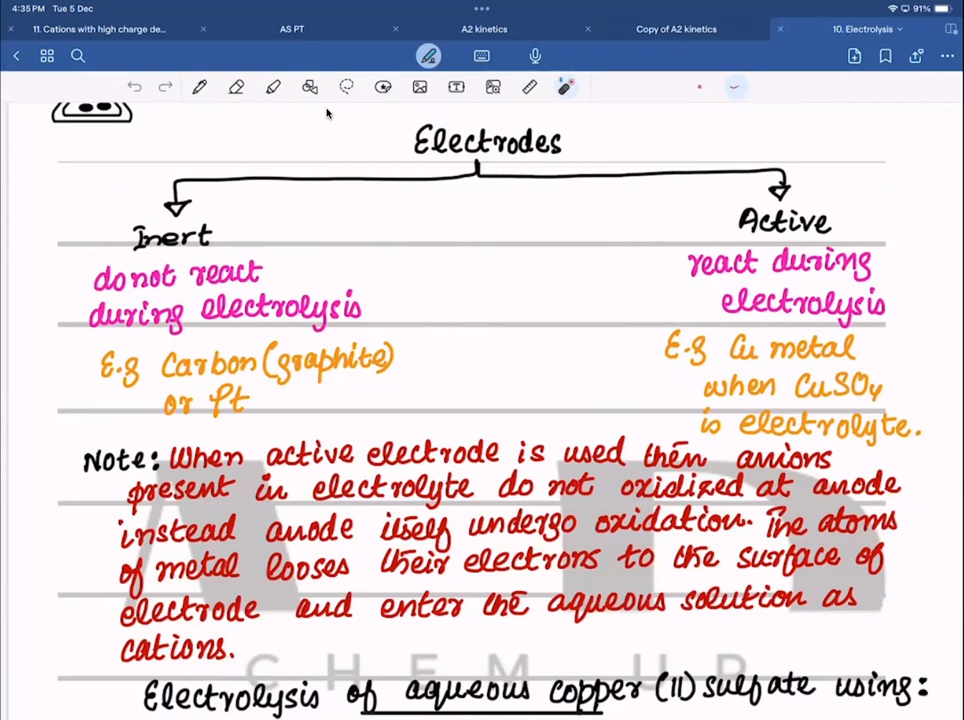 4:35 PM Tue 5 Dec
91%
11. Cations with high charge de...
AS PT
A2 kinetics
Copy of A2 kinetics
10. Electrolysis
Electrodes
Inert
Active
do not react
during electrolysis
react during
electrolysis
E.g Carbon (graphite)
or Pt
E.g Cu metal
when CuSO4
is electrolyte.
Note: When active electrode is used then anions
present in electrolyte do not oxidized at anode
instead anode itself undergo oxidation. The atoms
of metal looses their electrons to the surface of
electrode and enter the aqueous solution as
cations.
CHEM UP
Electrolysis of aqueous copper (II) sulfate using: